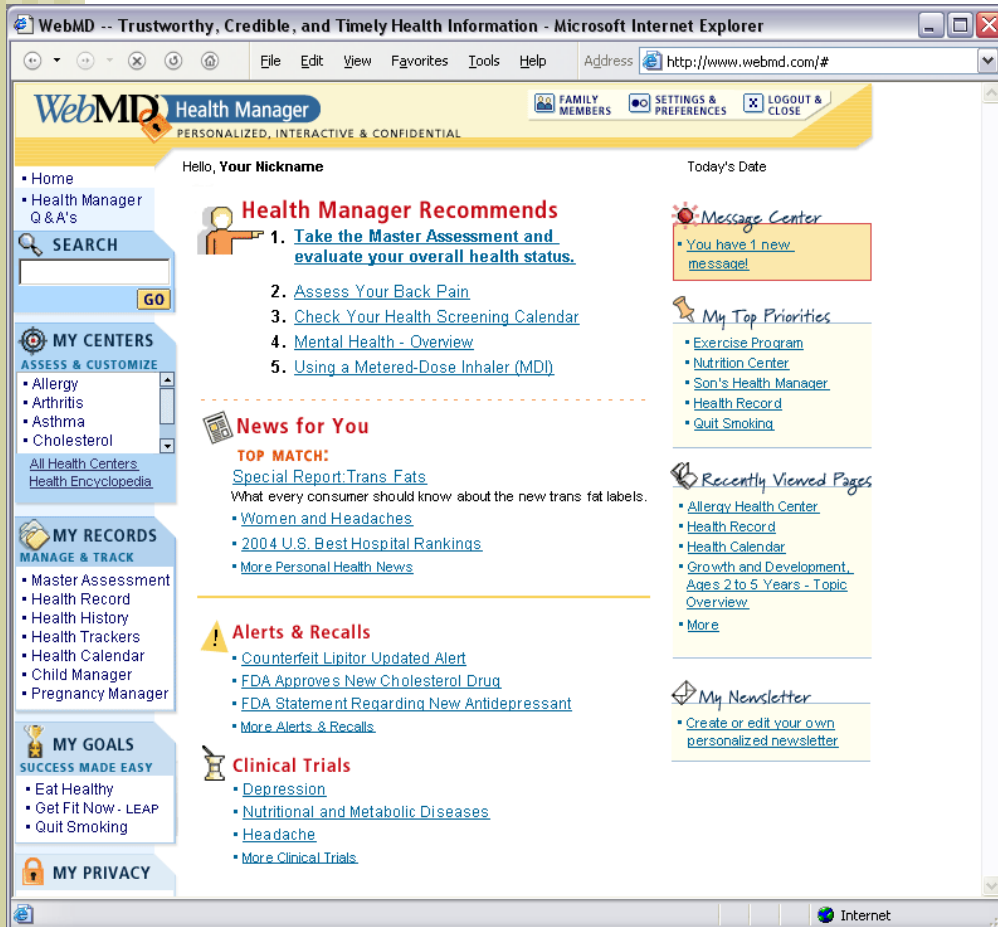 WebMD -- Trustworthy, Credible, and Timely Health Information - Microsoft Internet Explorer
File Edit View Favorites Tools Help Address http://www.webmd.com/#
WebMD Health Manager
PERSONALIZED, INTERACTIVE & CONFIDENTIAL
FAMILY MEMBERS
SETTINGS & PREFERENCES
LOGOUT & CLOSE
Hello, Your Nickname
Today's Date
Home
Health Manager
Q&A's
SEARCH
GO
MY CENTERS
ASSESS & CUSTOMIZE
Allergy
Arthritis
Asthma
Cholesterol
All Health Centers
Health Encyclopedia
MY RECORDS
MANAGE & TRACK
Master Assessment
Health Record
Health History
Health Trackers
Health Calendar
Child Manager
Pregnancy Manager
MY GOALS
SUCCESS MADE EASY
Eat Healthy
Get Fit Now - LEAP
Quit Smoking
MY PRIVACY
Health Manager Recommends
1. Take the Master Assessment and
evaluate your overall health status.
2. Assess Your Back Pain
3. Check Your Health Screening Calendar
4. Mental Health - Overview
5. Using a Metered-Dose Inhaler (MDI)
News for You
TOP MATCH:
Special Report:Trans Fats
What every consumer should know about the new trans fat labels.
Women and Headaches
2004 U.S. Best Hospital Rankings
More Personal Health News
Alerts & Recalls
Counterfeit Lipitor Updated Alert
FDA Approves New Cholesterol Drug
FDA Statement Regarding New Antidepressant
More Alerts & Recalls
Clinical Trials
Depression
Nutritional and Metabolic Diseases
Headache
More Clinical Trials
Message Center
You have 1 new
message!
My Top Priorities
Exercise Program
Nutrition Center
Son's Health Manager
Health Record
Quit Smoking
Recently Viewed Pages
Allergy Health Center
Health Record
Health Calendar
Growth and Development,
Ages 2 to 5 Years - Topic
Overview
More
My Newsletter
Create or edit your own
personalized newsletter
Internet